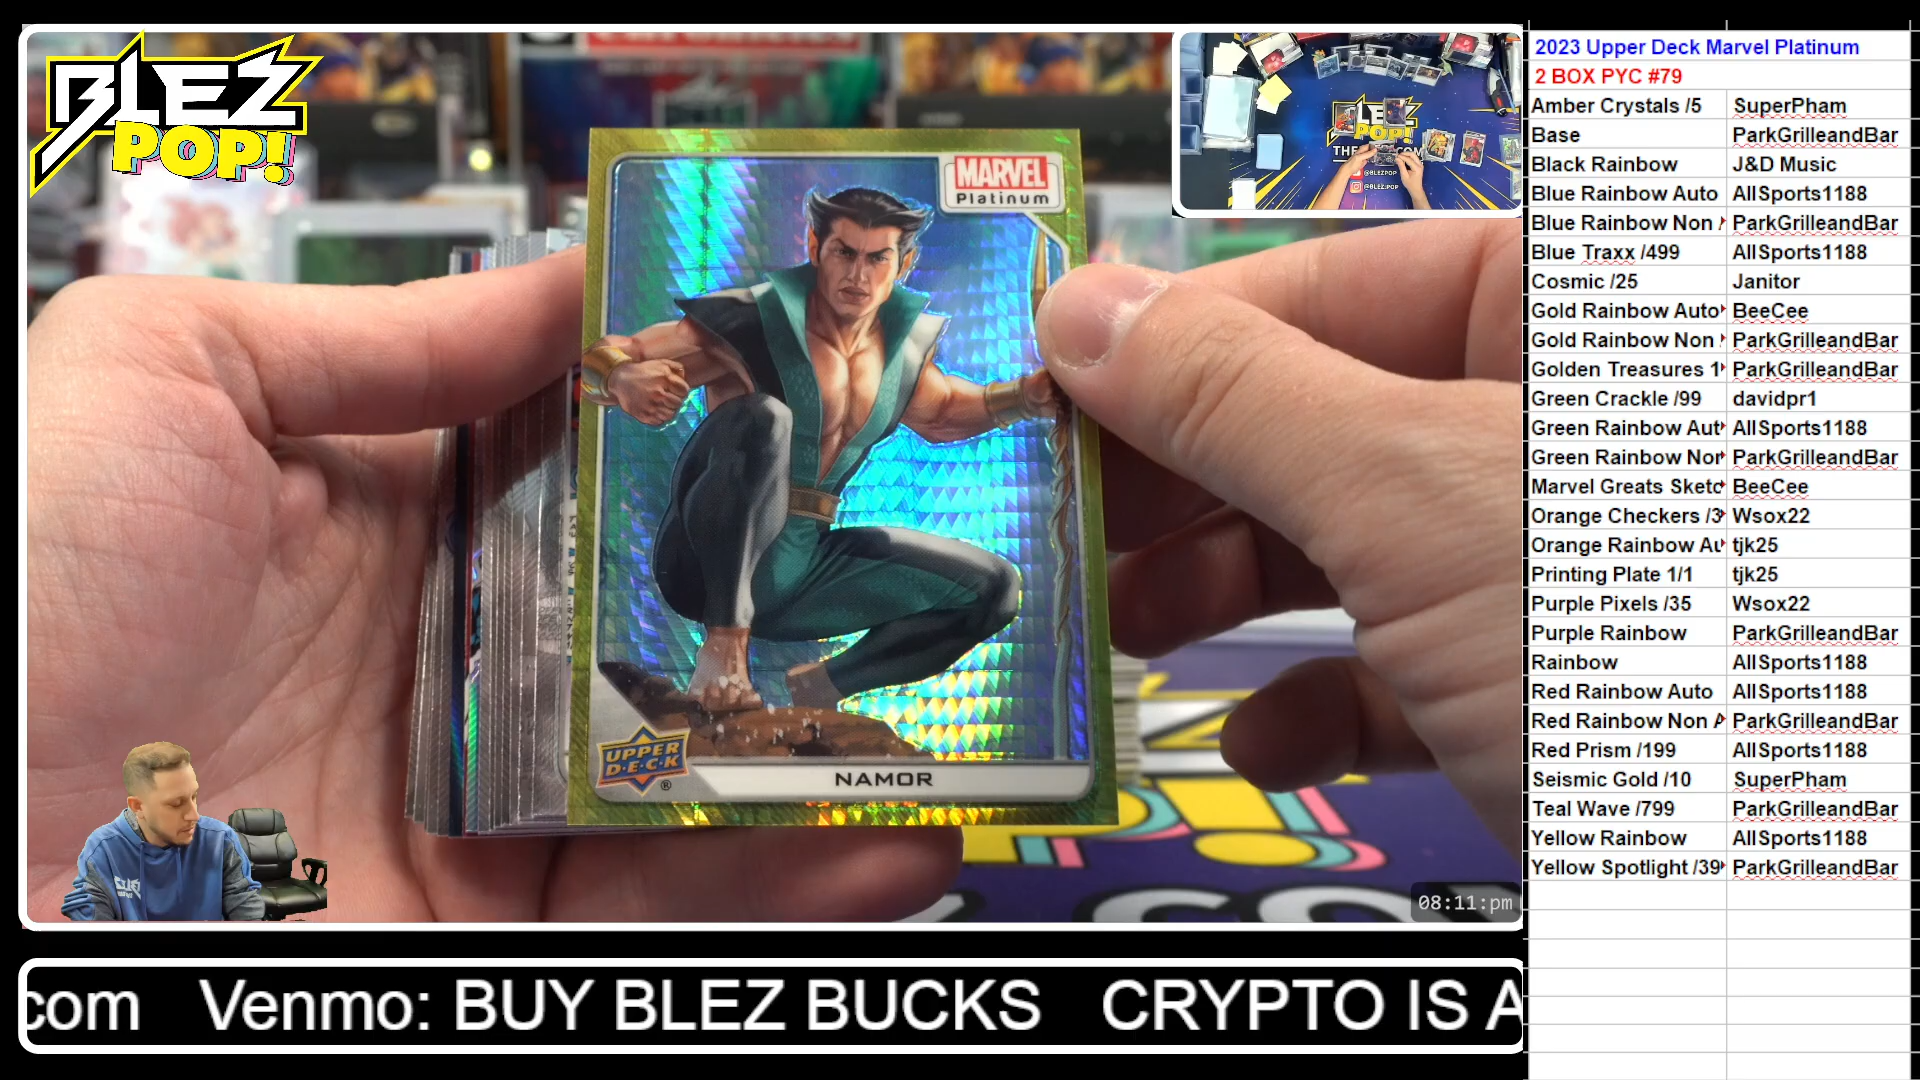 BLEZ
POP!
MARVEL
Platinum
UPPER
D·E·C·K
®
NAMOR
BLEZ
POP!
@BLEZPOP
@BLEZ:POP
08:11:pm
com Venmo: BUY BLEZ BUCKS CRYPTO IS A
2023 Upper Deck Marvel Platinum
2 BOX PYC #79
Amber Crystals /5 SuperPham
Base ParkGrilleandBar
Black Rainbow J&D Music
Blue Rainbow Auto AllSports1188
Blue Rainbow Non ParkGrilleandBar
Blue Traxx /499 AllSports1188
Cosmic /25 Janitor
Gold Rainbow Auto BeeCee
Gold Rainbow Non ParkGrilleandBar
Golden Treasures 1 ParkGrilleandBar
Green Crackle /99 davidpr1
Green Rainbow Aut AllSports1188
Green Rainbow Nor ParkGrilleandBar
Marvel Greats Sketc BeeCee
Orange Checkers /3 Wsox22
Orange Rainbow Au tjk25
Printing Plate 1/1 tjk25
Purple Pixels /35 Wsox22
Purple Rainbow ParkGrilleandBar
Rainbow AllSports1188
Red Rainbow Auto AllSports1188
Red Rainbow Non A ParkGrilleandBar
Red Prism /199 AllSports1188
Seismic Gold /10 SuperPham
Teal Wave /799 ParkGrilleandBar
Yellow Rainbow AllSports1188
Yellow Spotlight /39 ParkGrilleandBar